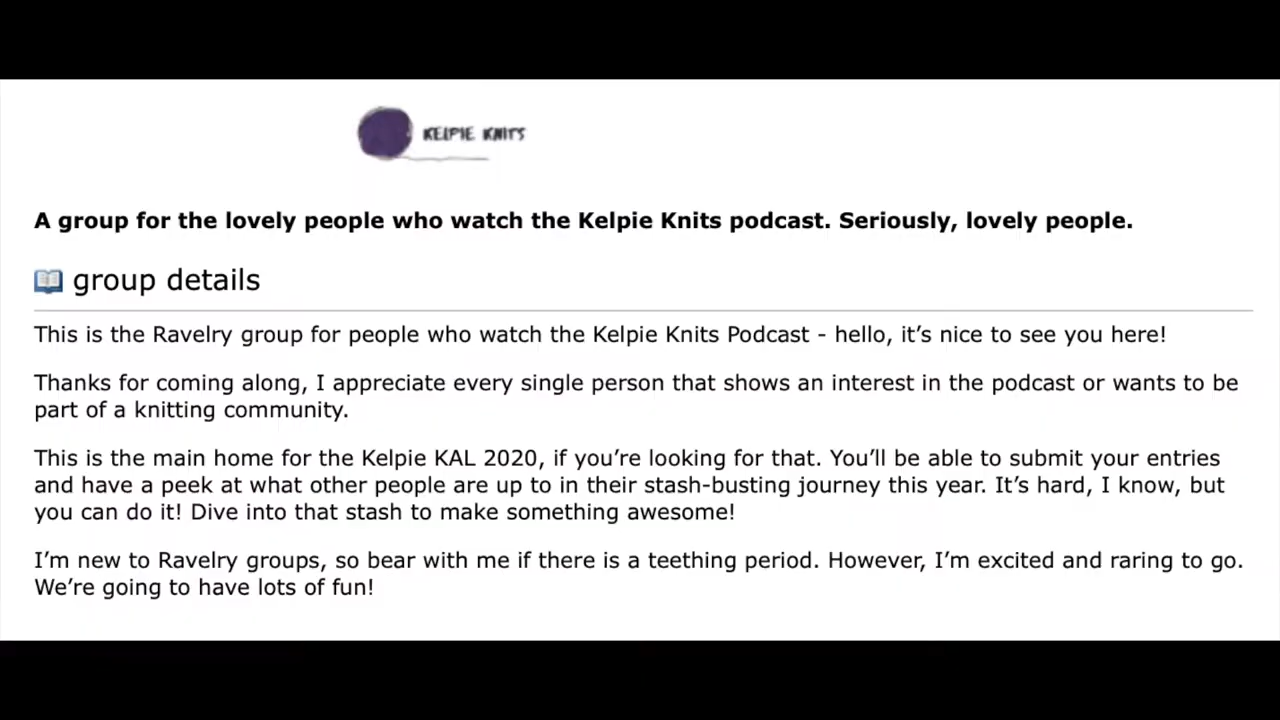 KELPIE KNITS
A group for the lovely people who watch the Kelpie Knits podcast. Seriously, lovely people.
group details
This is the Ravelry group for people who watch the Kelpie Knits Podcast - hello, it’s nice to see you here!
Thanks for coming along, I appreciate every single person that shows an interest in the podcast or wants to be
part of a knitting community.
This is the main home for the Kelpie KAL 2020, if you’re looking for that. You’ll be able to submit your entries
and have a peek at what other people are up to in their stash-busting journey this year. It’s hard, I know, but
you can do it! Dive into that stash to make something awesome!
I’m new to Ravelry groups, so bear with me if there is a teething period. However, I’m excited and raring to go.
We’re going to have lots of fun!